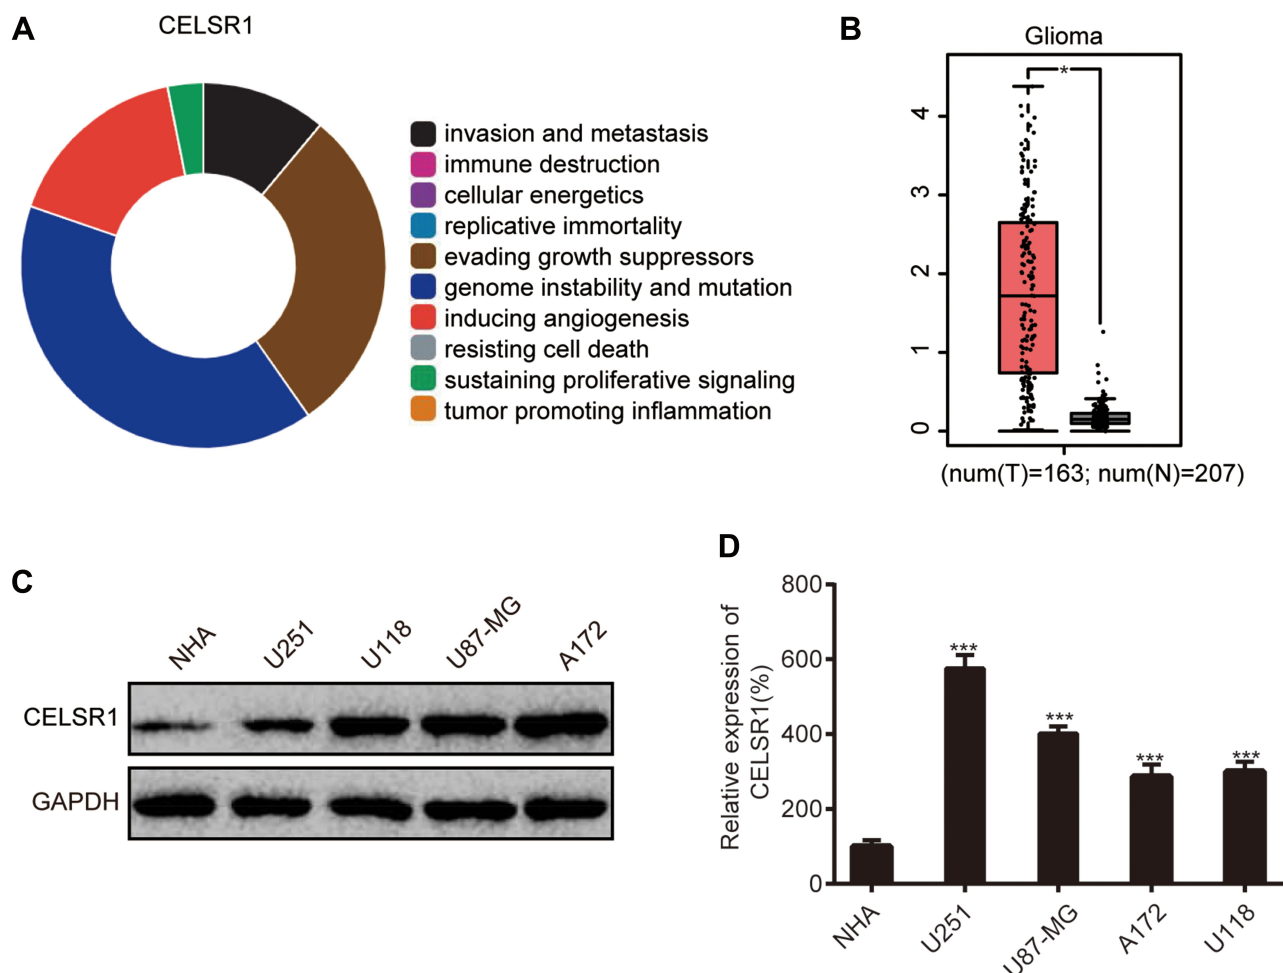 A
CELSR1
invasion and metastasis
immune destruction
cellular energetics
replicative immortality
evading growth suppressors
genome instability and mutation
inducing angiogenesis
resisting cell death
sustaining proliferative signaling
tumor promoting inflammation
B
Glioma
*
4
3
2
1
0
(num(T)=163; num(N)=207)
C
NHA
U251
U118
U87-MG
A172
CELSR1
GAPDH
D
Relative expression of
CELSR1(%)
800
600
400
200
0
***
***
***
***
NHA
U251
U87-MG
A172
U118